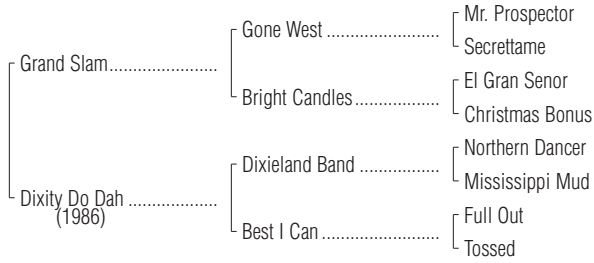 Mr. Prospector
Gone West ......................
Secrettame
Grand Slam.....................
El Gran Senor
Bright Candles................
Christmas Bonus
Northern Dancer
Dixieland Band ...............
Mississippi Mud
Dixity Do Dah .................
(1986)
Full Out
Best I Can .......................
Tossed